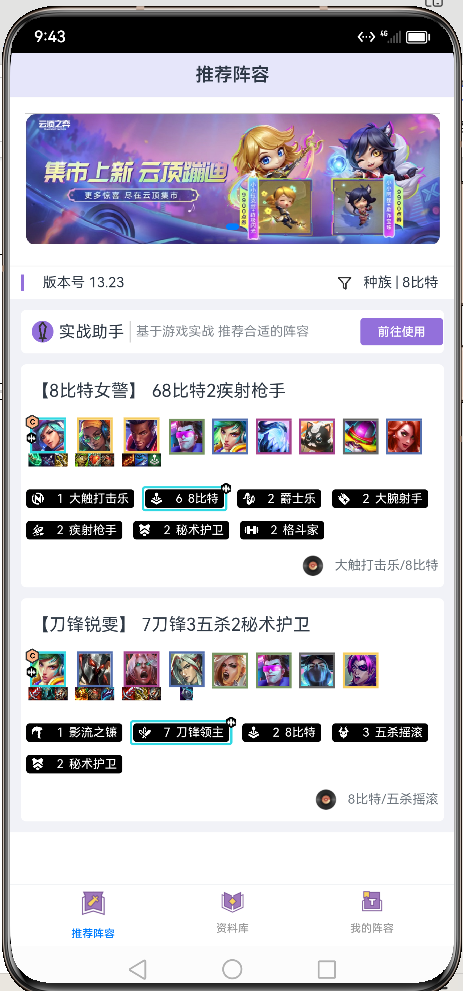 9:43
4G
推荐阵容
云顶之弈
集市上新 云顶蹦迪
更多惊喜 尽在云顶集市
版本号 13.23
种族 | 8比特
实战助手
基于游戏实战 推荐合适的阵容
前往使用
【8比特女警】 68比特2疾射枪手
C
1 大触打击乐
6 8比特
2 爵士乐
2 大腕射手
2 疾射枪手
2 秘术护卫
2 格斗家
大触打击乐/8比特
【刀锋锐雯】 7刀锋3五杀2秘术护卫
C
1 影流之镰
7 刀锋领主
2 8比特
3 五杀摇滚
2 秘术护卫
8比特/五杀摇滚
推荐阵容
资料库
我的阵容